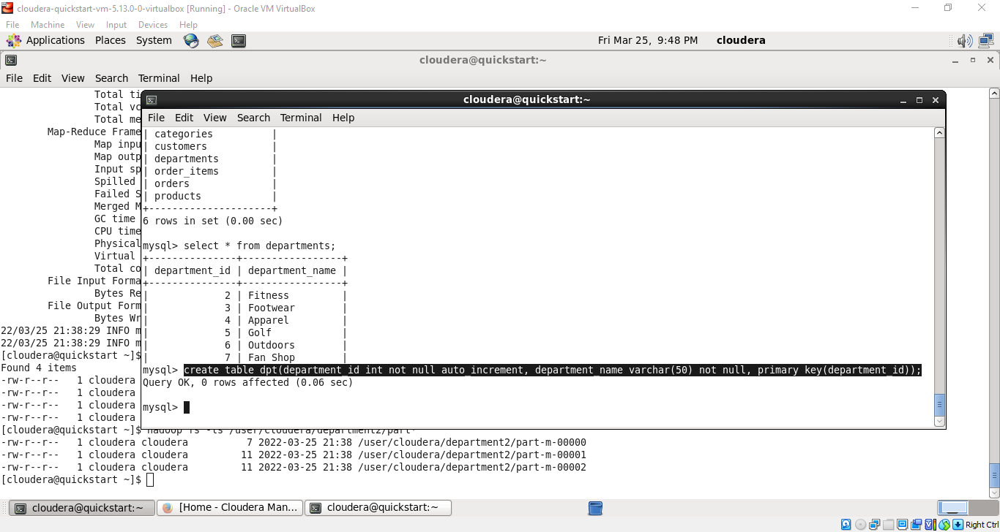 cloudera-quickstart-vm-5.13.0-0-virtualbox [Running] - Oracle VM VirtualBox
File Machine View Input Devices Help
Applications Places System Fri Mar 25, 9:48 PM cloudera
cloudera@quickstart:~
File Edit View Search Terminal Help
Total ti
Total vc
Total me
Map-Reduce Frame
Map inpu
Map outp
Input sp
Spilled
Failed S
Merged M
GC time
CPU time
Physical
Virtual
Total co
File Input Forma
Bytes Re
File Output Form
Bytes Wr
22/03/25 21:38:29 INFO m
22/03/25 21:38:29 INFO m
[cloudera@quickstart ~]$
Found 4 items
-rw-r--r-- 1 cloudera
-rw-r--r-- 1 cloudera
-rw-r--r-- 1 cloudera
-rw-r--r-- 1 cloudera
[cloudera@quickstart ~]$ hadoop fs -ls /user/cloudera/department2/part*
-rw-r--r-- 1 cloudera cloudera 7 2022-03-25 21:38 /user/cloudera/department2/part-m-00000
-rw-r--r-- 1 cloudera cloudera 11 2022-03-25 21:38 /user/cloudera/department2/part-m-00001
-rw-r--r-- 1 cloudera cloudera 11 2022-03-25 21:38 /user/cloudera/department2/part-m-00002
[cloudera@quickstart ~]$
cloudera@quickstart:~
File Edit View Search Terminal Help
| categories |
| customers |
| departments |
| order_items |
| orders |
| products |
+---------------------+
6 rows in set (0.00 sec)
mysql> select * from departments;
+---------------+-----------------+
| department_id | department_name |
+---------------+-----------------+
| 2 | Fitness |
| 3 | Footwear |
| 4 | Apparel |
| 5 | Golf |
| 6 | Outdoors |
| 7 | Fan Shop |
mysql> create table dpt(department_id int not null auto_increment, department_name varchar(50) not null, primary key(department_id));
Query OK, 0 rows affected (0.06 sec)
mysql>
cloudera@quickstart:~ [Home - Cloudera Man... cloudera@quickstart:~
Right Ctrl